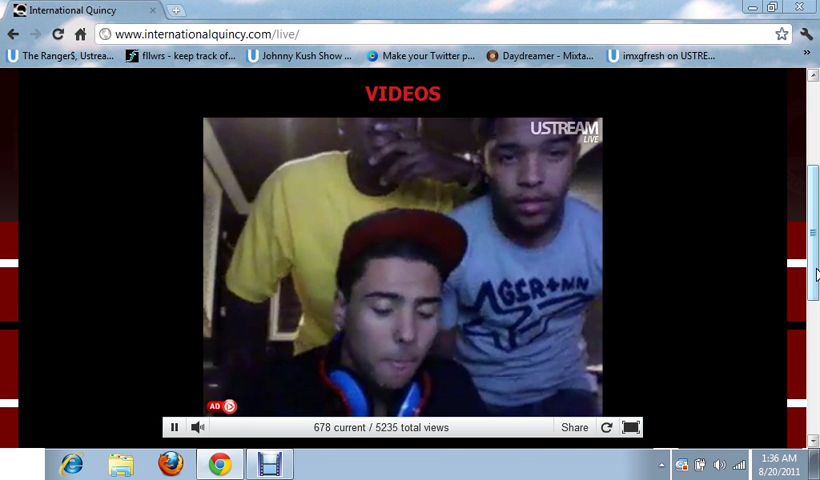 International Quincy
www.internationalquincy.com/live/
The Ranger$, Ustrea...
fllwrs - keep track of...
Johnny Kush Show ...
Make your Twitter p...
Daydreamer - Mixta...
imxgfresh on USTRE...
VIDEOS
USTREAM
LIVE
AD
678 current / 5235 total views
Share
1:36 AM
8/20/2011